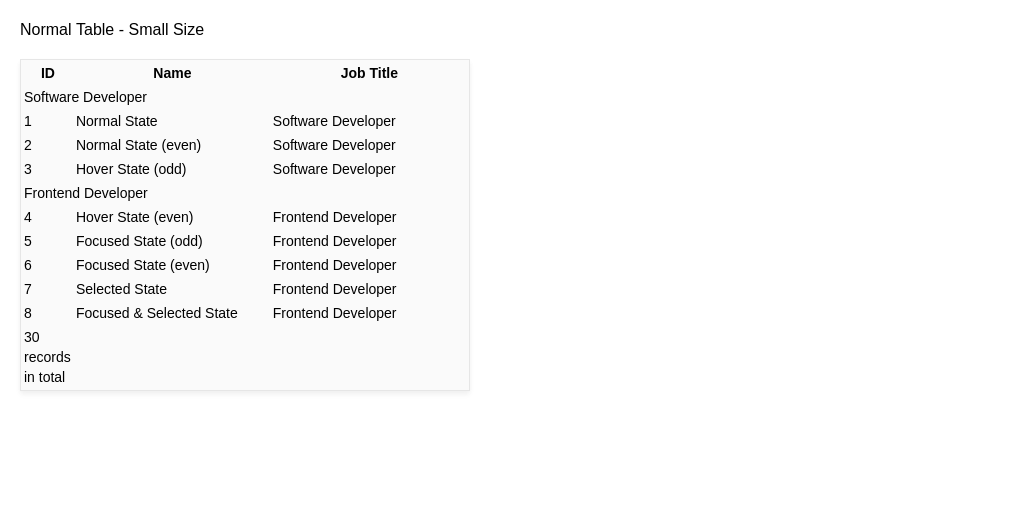 Normal Table - Small Size
ID Name Job Title
Software Developer
1 Normal State Software Developer
2 Normal State (even) Software Developer
3 Hover State (odd) Software Developer
Frontend Developer
4 Hover State (even) Frontend Developer
5 Focused State (odd) Frontend Developer
6 Focused State (even) Frontend Developer
7 Selected State Frontend Developer
8 Focused & Selected State Frontend Developer
30
records
in total